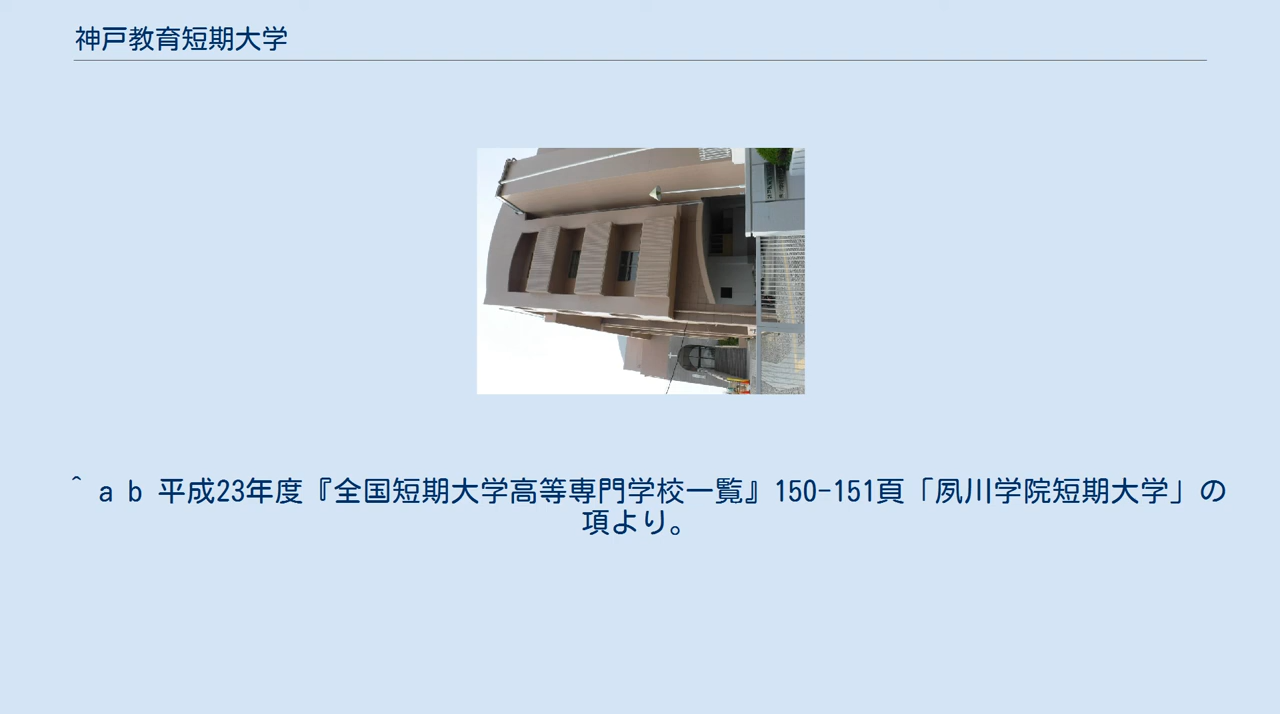 神戸教育短期大学
^ a b 平成23年度『全国短期大学高等専門学校一覧』150-151頁「夙川学院短期大学」の
項より。